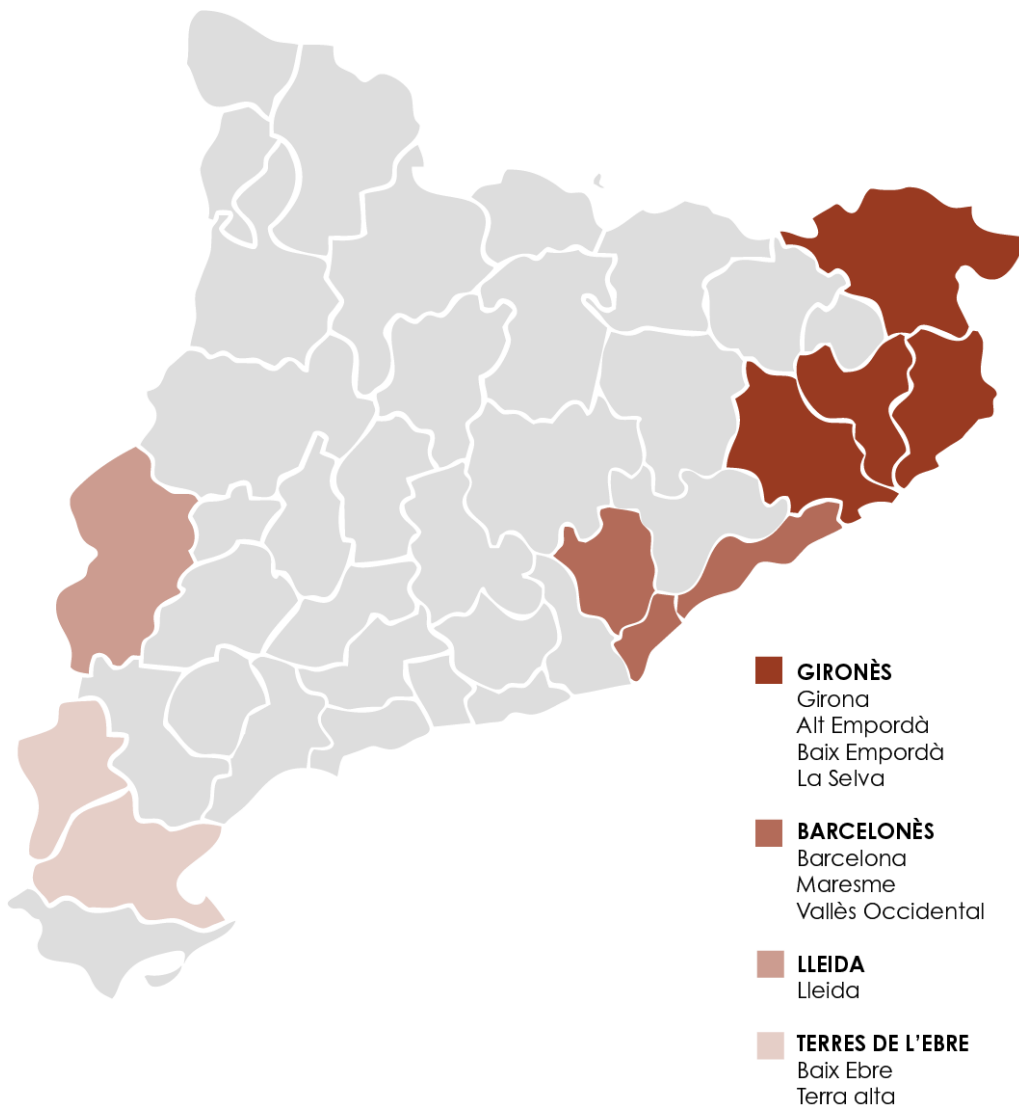 GIRONÈS
Girona
Alt Empordà
Baix Empordà
La Selva
BARCELONÈS
Barcelona
Maresme
Vallès Occidental
LLEIDA
Lleida
TERRES DE L'EBRE
Baix Ebre
Terra alta